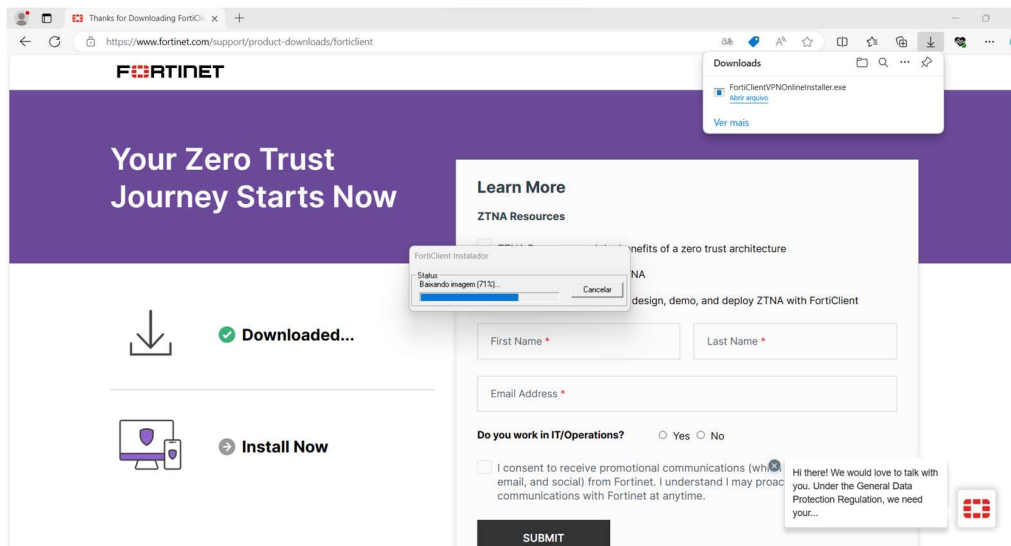 Thanks for Downloading FortiCli
https://www.fortinet.com/support/product-downloads/forticlient
FORTINET
Downloads
FortiClientVPNOnlineInstaller.exe
Abrir arquivo
Ver mais
Your Zero Trust
Journey Starts Now
Learn More
ZTNA Resources
nefits of a zero trust architecture
FortiClient Instalador
Status
Baixando imagem (71%)...
Cancelar
NA
design, demo, and deploy ZTNA with FortiClient
Downloaded...
First Name *
Last Name *
Email Address *
Install Now
Do you work in IT/Operations?
Yes
No
I consent to receive promotional communications (whi
email, and social) from Fortinet. I understand I may proac
communications with Fortinet at anytime.
Hi there! We would love to talk with
you. Under the General Data
Protection Regulation, we need
your...
SUBMIT